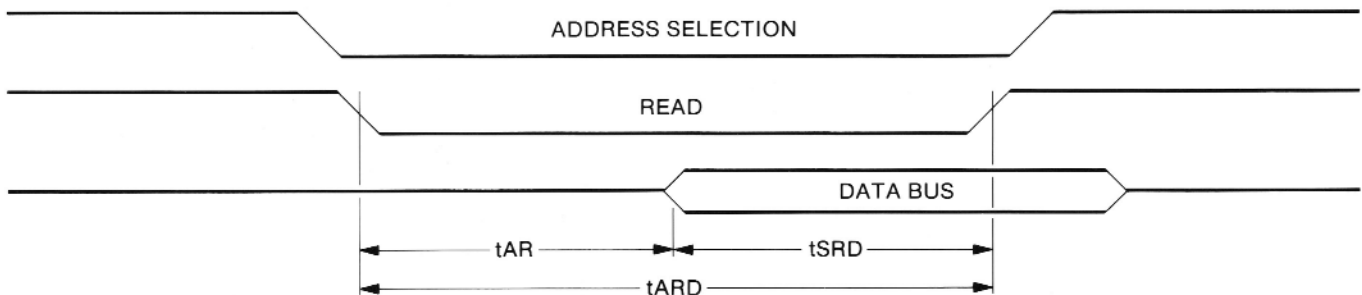 ADDRESS SELECTION
READ
DATA BUS
tAR tSRD
tARD